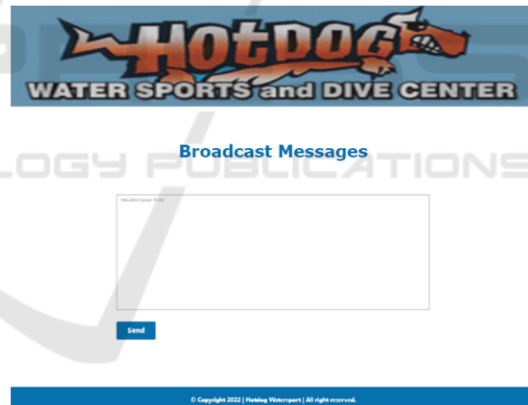 HOTDOG
WATER SPORTS and DIVE CENTER
Broadcast Messages
Send
© Copyright 2022 | Hotdog Watersport | All right reserved.